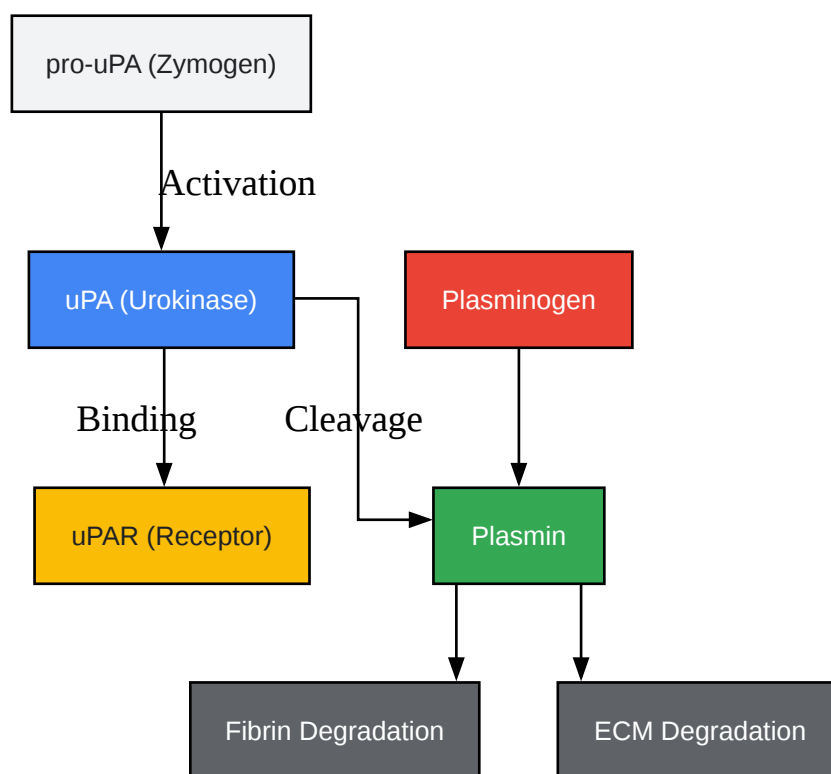 pro-uPA (Zymogen)
Activation
uPA (Urokinase)
Plasminogen
Binding
Cleavage
uPAR (Receptor)
Plasmin
Fibrin Degradation
ECM Degradation